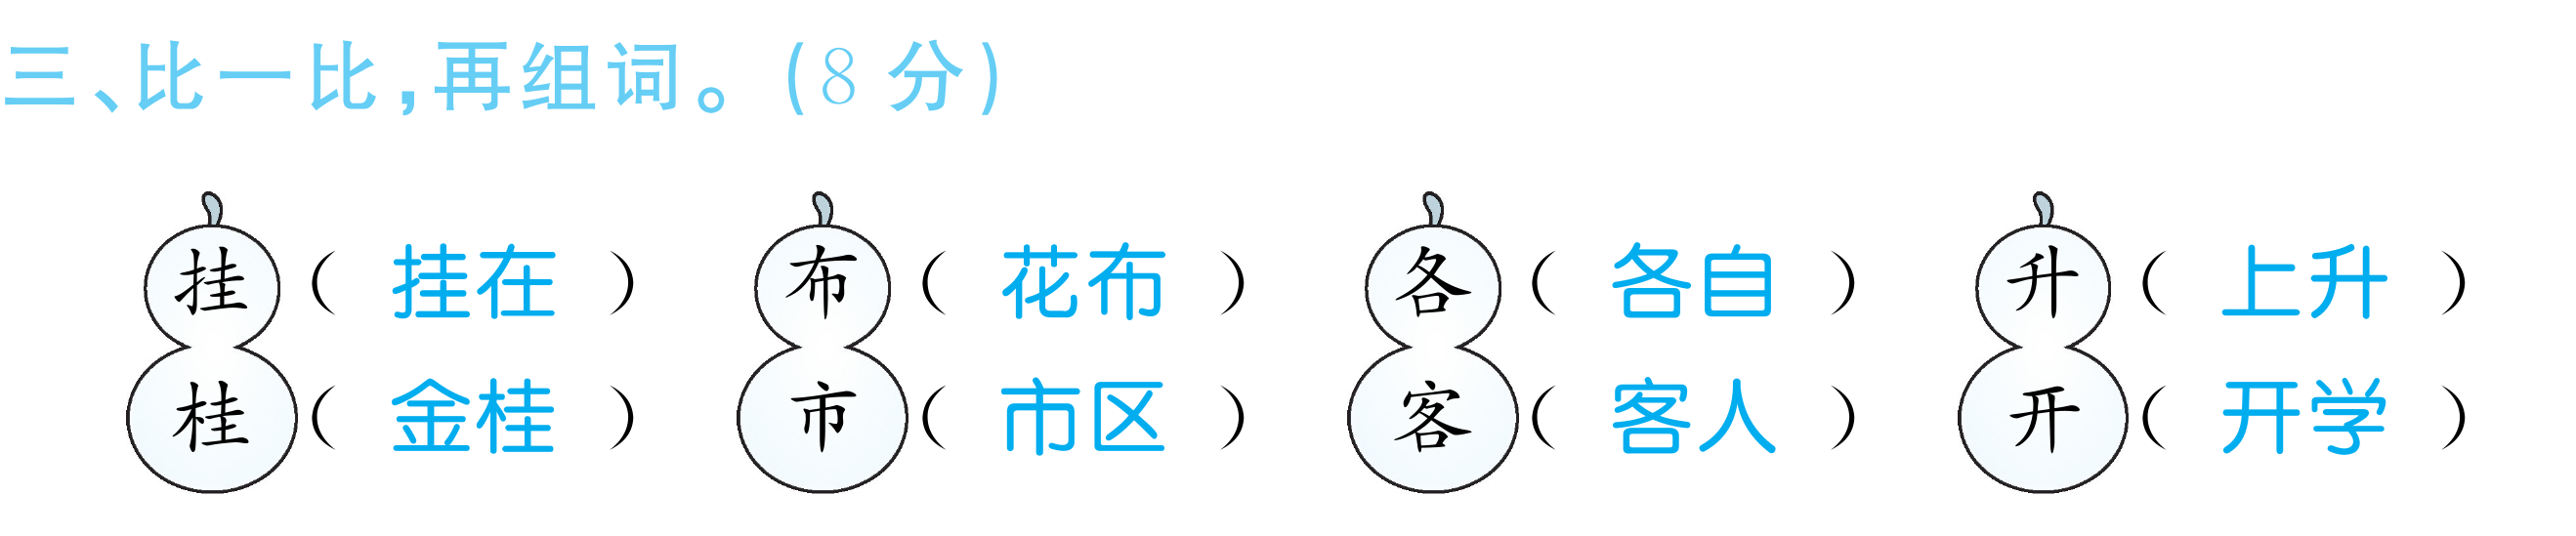 三、比一比,再组词。(8 分)
挂( 挂在 ) 布( 花布 ) 各( 各自 ) 升( 上升 )
桂( 金桂 ) 市( 市区 ) 客( 客人 ) 开( 开学 )